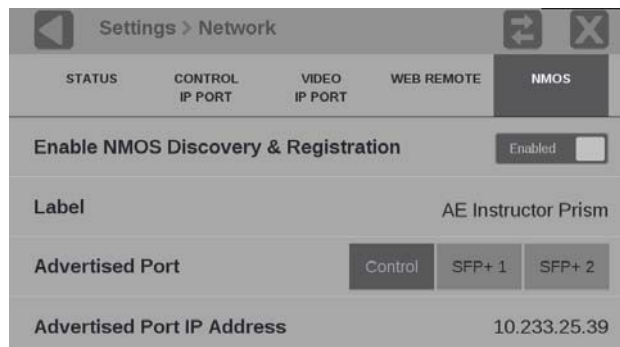 Settings > Network
STATUS
CONTROL
IP PORT
VIDEO
IP PORT
WEB REMOTE
NMOS
Enable NMOS Discovery & Registration
Enabled
Label
AE Instructor Prism
Advertised Port
Control
SFP+ 1
SFP+ 2
Advertised Port IP Address
10.233.25.39